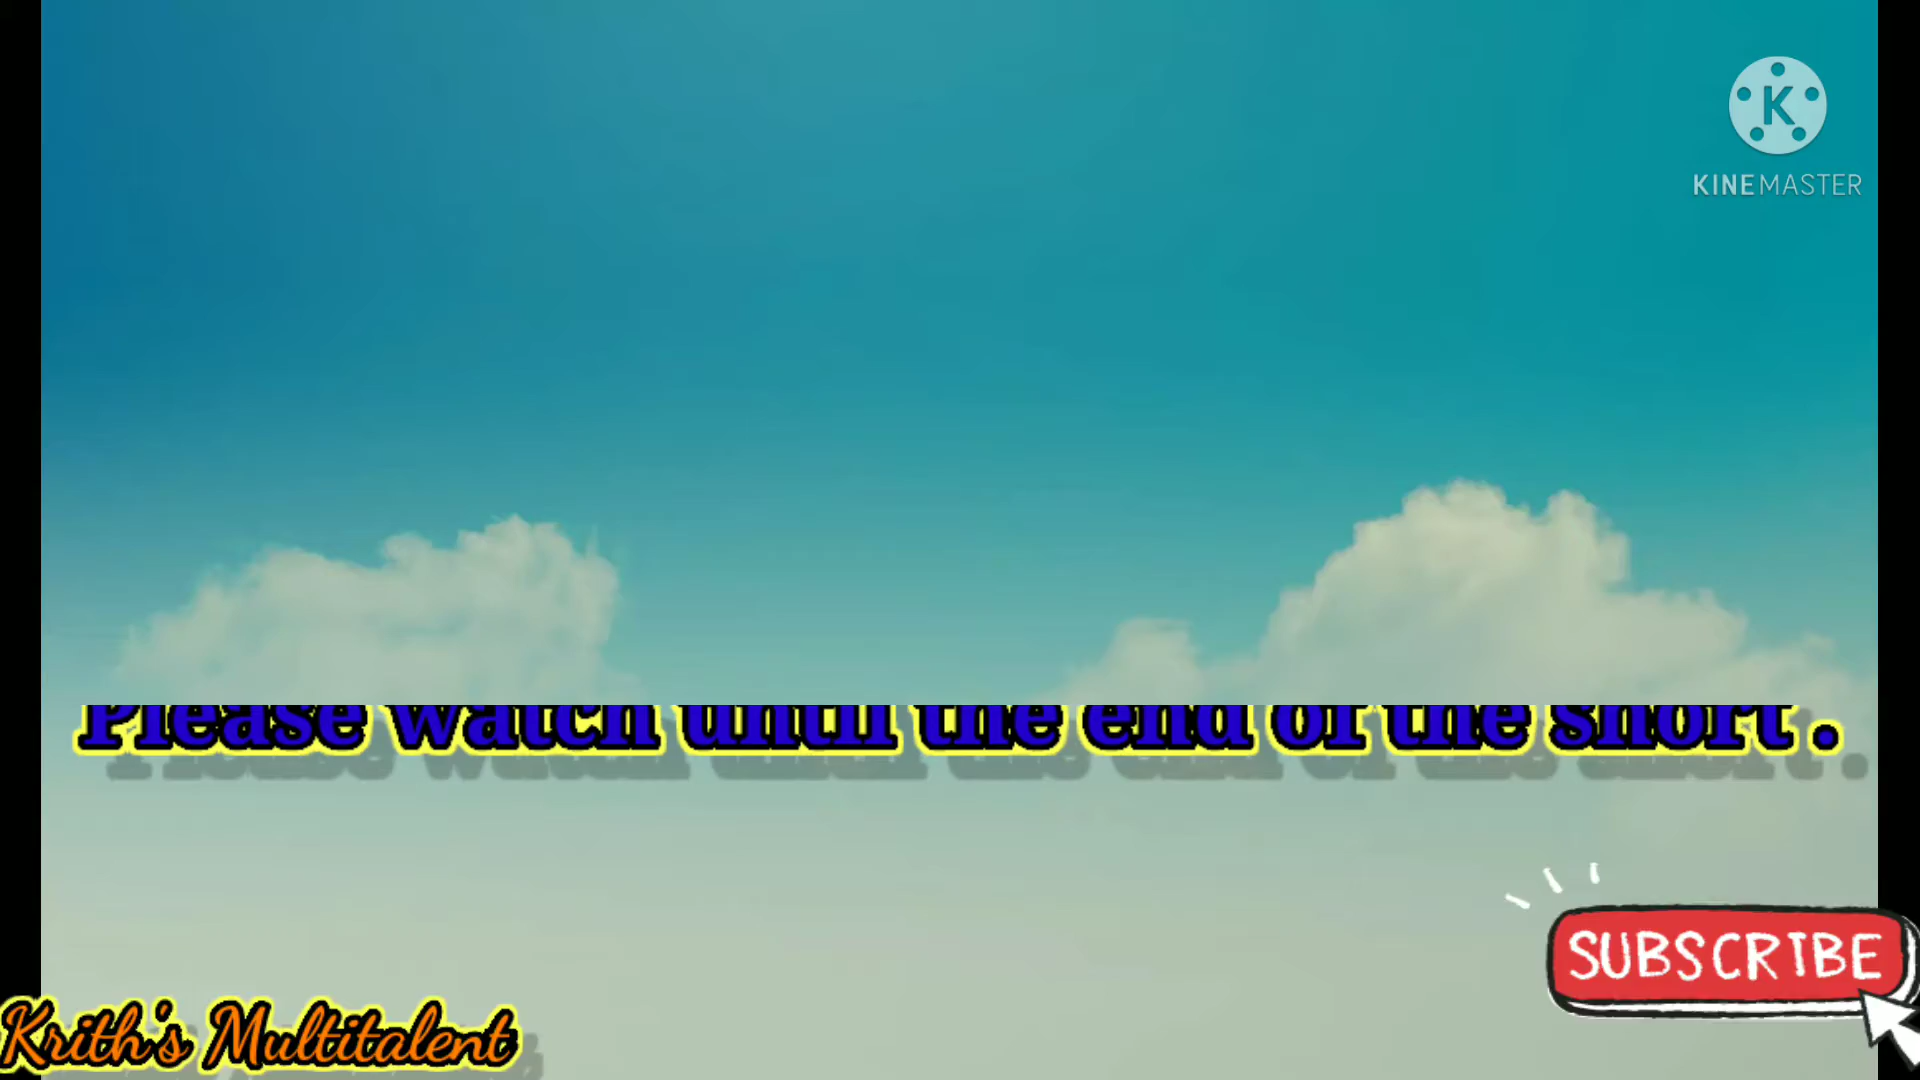 KINEMASTER
Please watch until the end of the short .
SUBSCRIBE
Krith's Multitalent